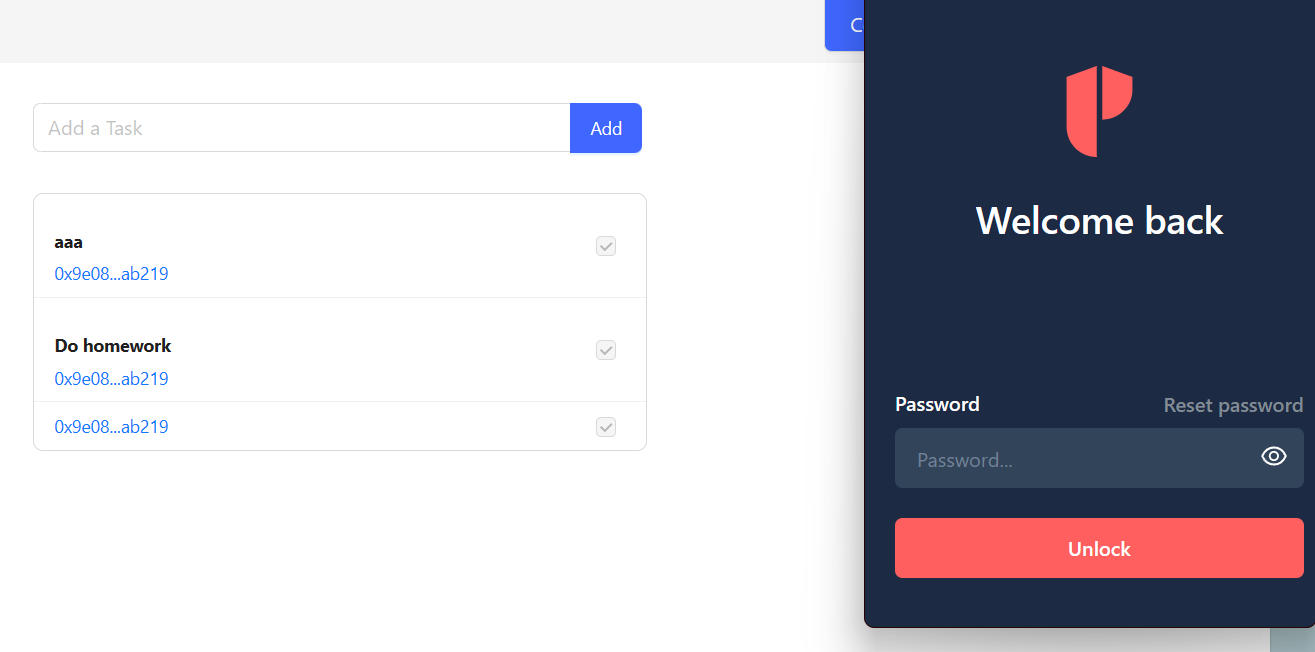 Add a Task
Add
aaa
0x9e08...ab219
Do homework
0x9e08...ab219
0x9e08...ab219
Welcome back
Password
Reset password
Password...
Unlock